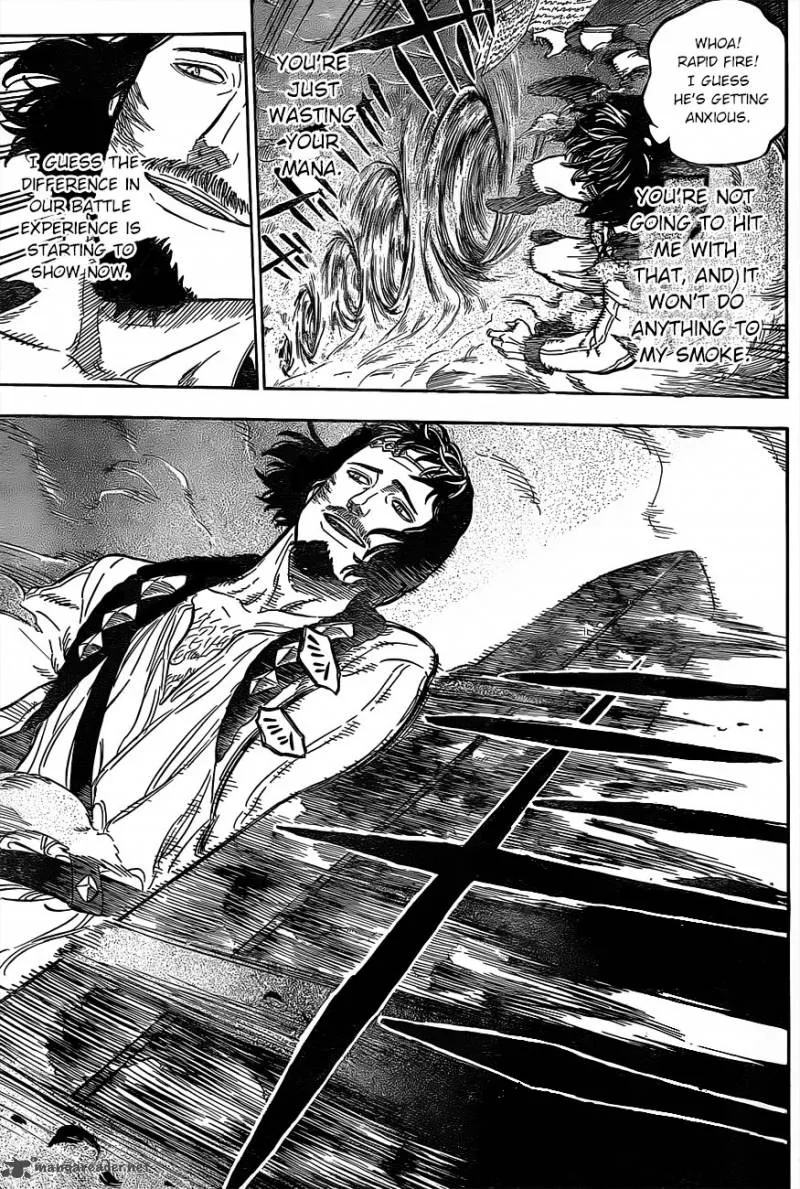 WHOA!
RAPID FIRE!
I GUESS
HE'S GETTING
ANXIOUS.
YOU'RE NOT
GOING TO HIT
ME WITH
THAT, AND IT
WON'T DO
ANYTHING TO
MY SMOKE.
YOU'RE
JUST
WASTING
YOUR
MANA.
I GUESS THE
DIFFERENCE IN
OUR BATTLE
EXPERIENCE IS
STARTING TO
SHOW NOW.
mangareader.net